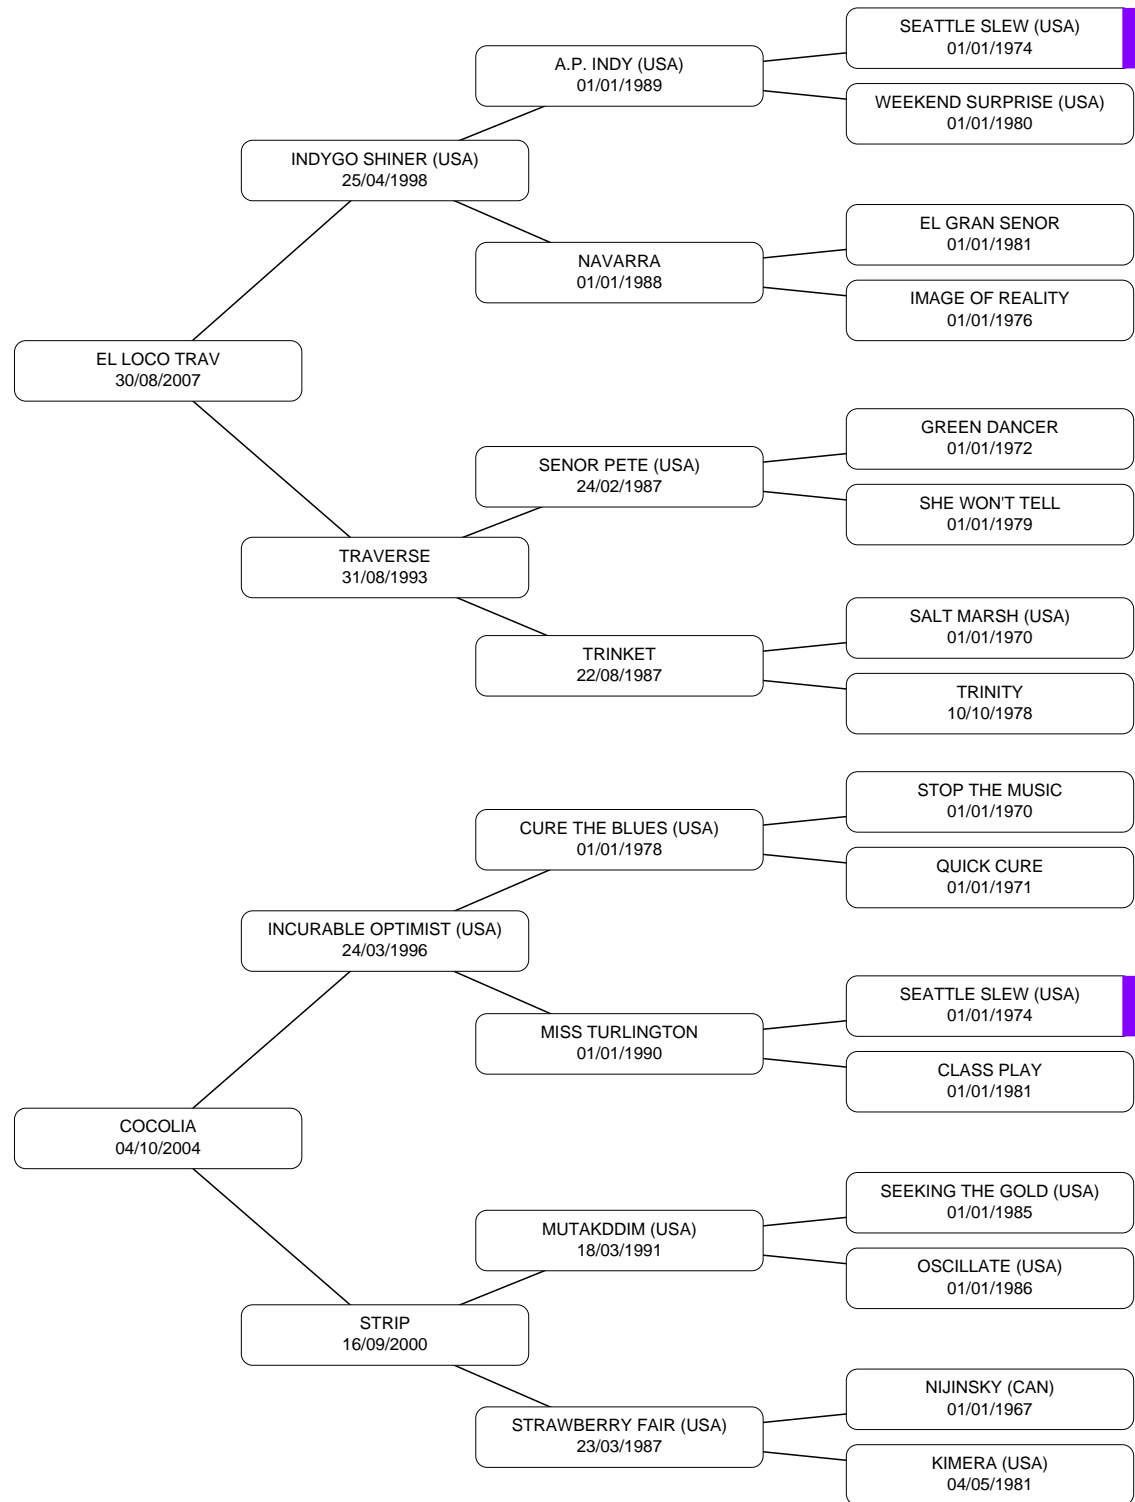 SEATTLE SLEW (USA)
01/01/1974
A.P. INDY (USA)
01/01/1989
WEEKEND SURPRISE (USA)
01/01/1980
INDYGO SHINER (USA)
25/04/1998
EL GRAN SENOR
01/01/1981
NAVARRA
01/01/1988
IMAGE OF REALITY
01/01/1976
EL LOCO TRAV
30/08/2007
GREEN DANCER
01/01/1972
SENOR PETE (USA)
24/02/1987
SHE WON'T TELL
01/01/1979
TRAVERSE
31/08/1993
SALT MARSH (USA)
01/01/1970
TRINKET
22/08/1987
TRINITY
10/10/1978
STOP THE MUSIC
01/01/1970
CURE THE BLUES (USA)
01/01/1978
QUICK CURE
01/01/1971
INCURABLE OPTIMIST (USA)
24/03/1996
SEATTLE SLEW (USA)
01/01/1974
MISS TURLINGTON
01/01/1990
CLASS PLAY
01/01/1981
COCOLIA
04/10/2004
SEEKING THE GOLD (USA)
01/01/1985
MUTAKDDIM (USA)
18/03/1991
OSCILLATE (USA)
01/01/1986
STRIP
16/09/2000
NIJINSKY (CAN)
01/01/1967
STRAWBERRY FAIR (USA)
23/03/1987
KIMERA (USA)
04/05/1981